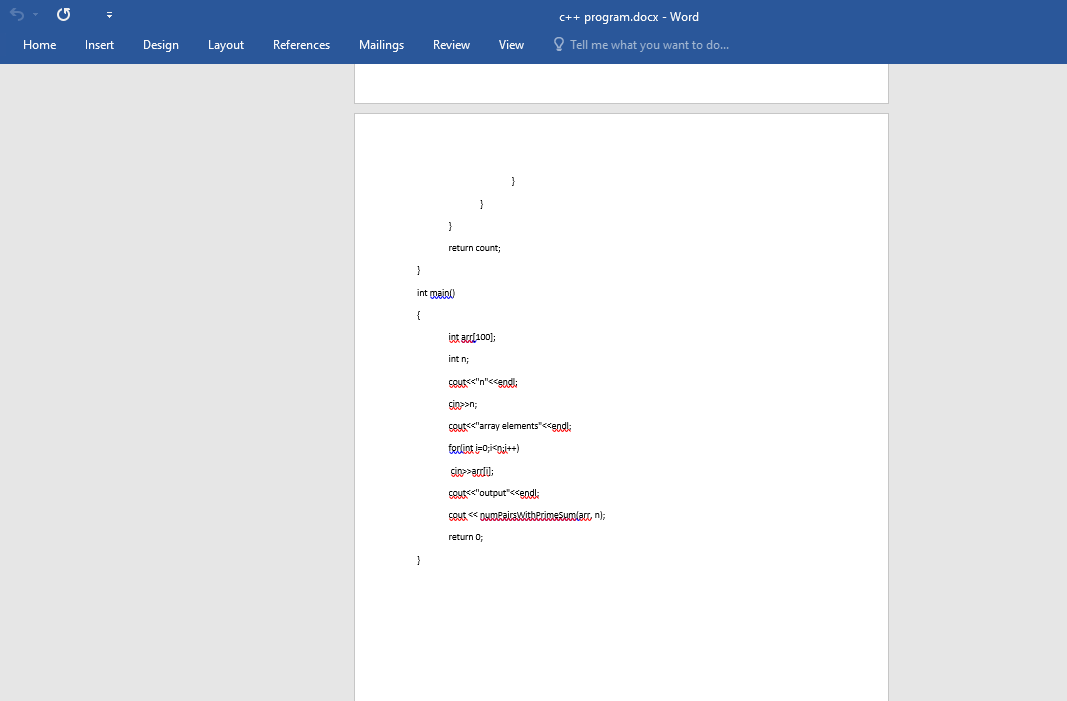 c++ program.docx - Word
Home Insert Design Layout References Mailings Review View Tell me what you want to do...
}
}
}
return count;
}
int main()
{
int arr[100];
int n;
cout<<"n"<<endl;
cin>>n;
cout<<"array elements"<<endl;
for(int i=0;i<n;i++)
cin>>arr[i];
cout<<"output"<<endl;
cout << numPairsWithPrimeSum(arr, n);
return 0;
}